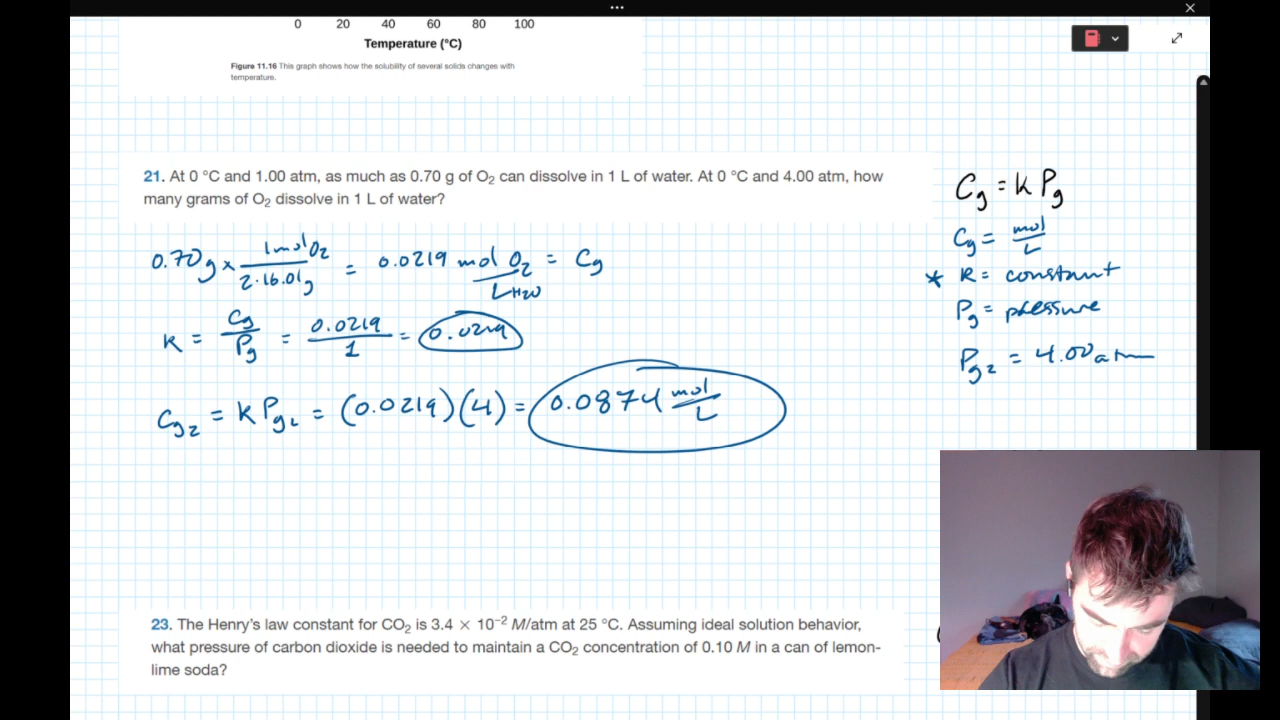 0 20 40 60 80 100
Temperature (°C)
Figure 11.16 This graph shows how the solubility of several solids changes with
temperature.
21. At 0 °C and 1.00 atm, as much as 0.70 g of O₂ can dissolve in 1 L of water. At 0 °C and 4.00 atm, how
many grams of O₂ dissolve in 1 L of water?
0.70g × 1 mol O₂ / 2·16.01g = 0.0219 mol O₂ / L H₂O = Cg
k = Cg / Pg = 0.0219 / 1 = 0.0219
Cg₂ = k Pg₂ = (0.0219)(4) = 0.0874 mol / L
Cg = k Pg
Cg = mol / L
* k = constant
Pg = pressure
Pg₂ = 4.00 atm
23. The Henry's law constant for CO₂ is 3.4 × 10⁻² M/atm at 25 °C. Assuming ideal solution behavior,
what pressure of carbon dioxide is needed to maintain a CO₂ concentration of 0.10 M in a can of lemon-
lime soda?